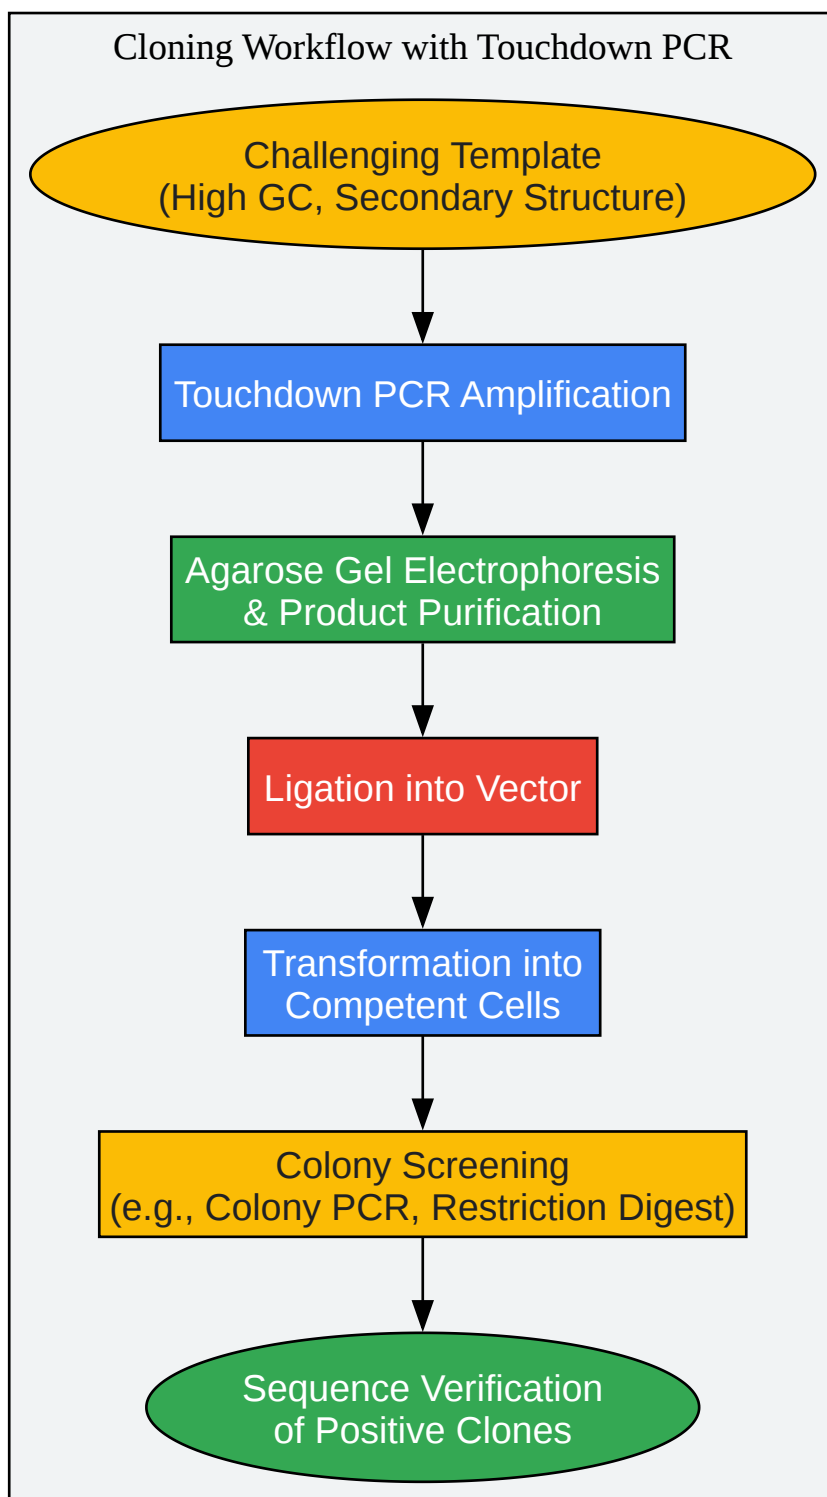 Cloning Workflow with Touchdown PCR
Challenging Template
(High GC, Secondary Structure)
Touchdown PCR Amplification
Agarose Gel Electrophoresis
& Product Purification
Ligation into Vector
Transformation into
Competent Cells
Colony Screening
(e.g., Colony PCR, Restriction Digest)
Sequence Verification
of Positive Clones